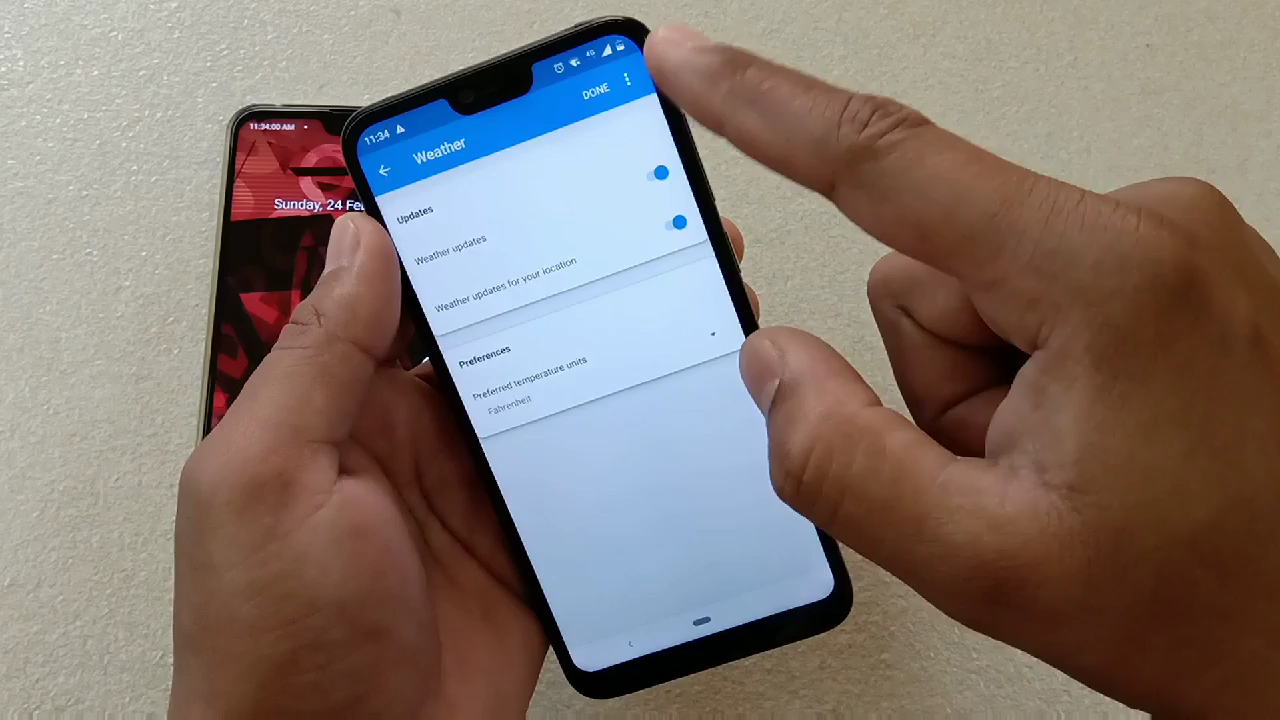 11:34:00 AM
Sunday, 24 Fe
11:34
4G
DONE
Weather
Updates
Weather updates
Weather updates for your location
Preferences
Preferred temperature units
Fahrenheit